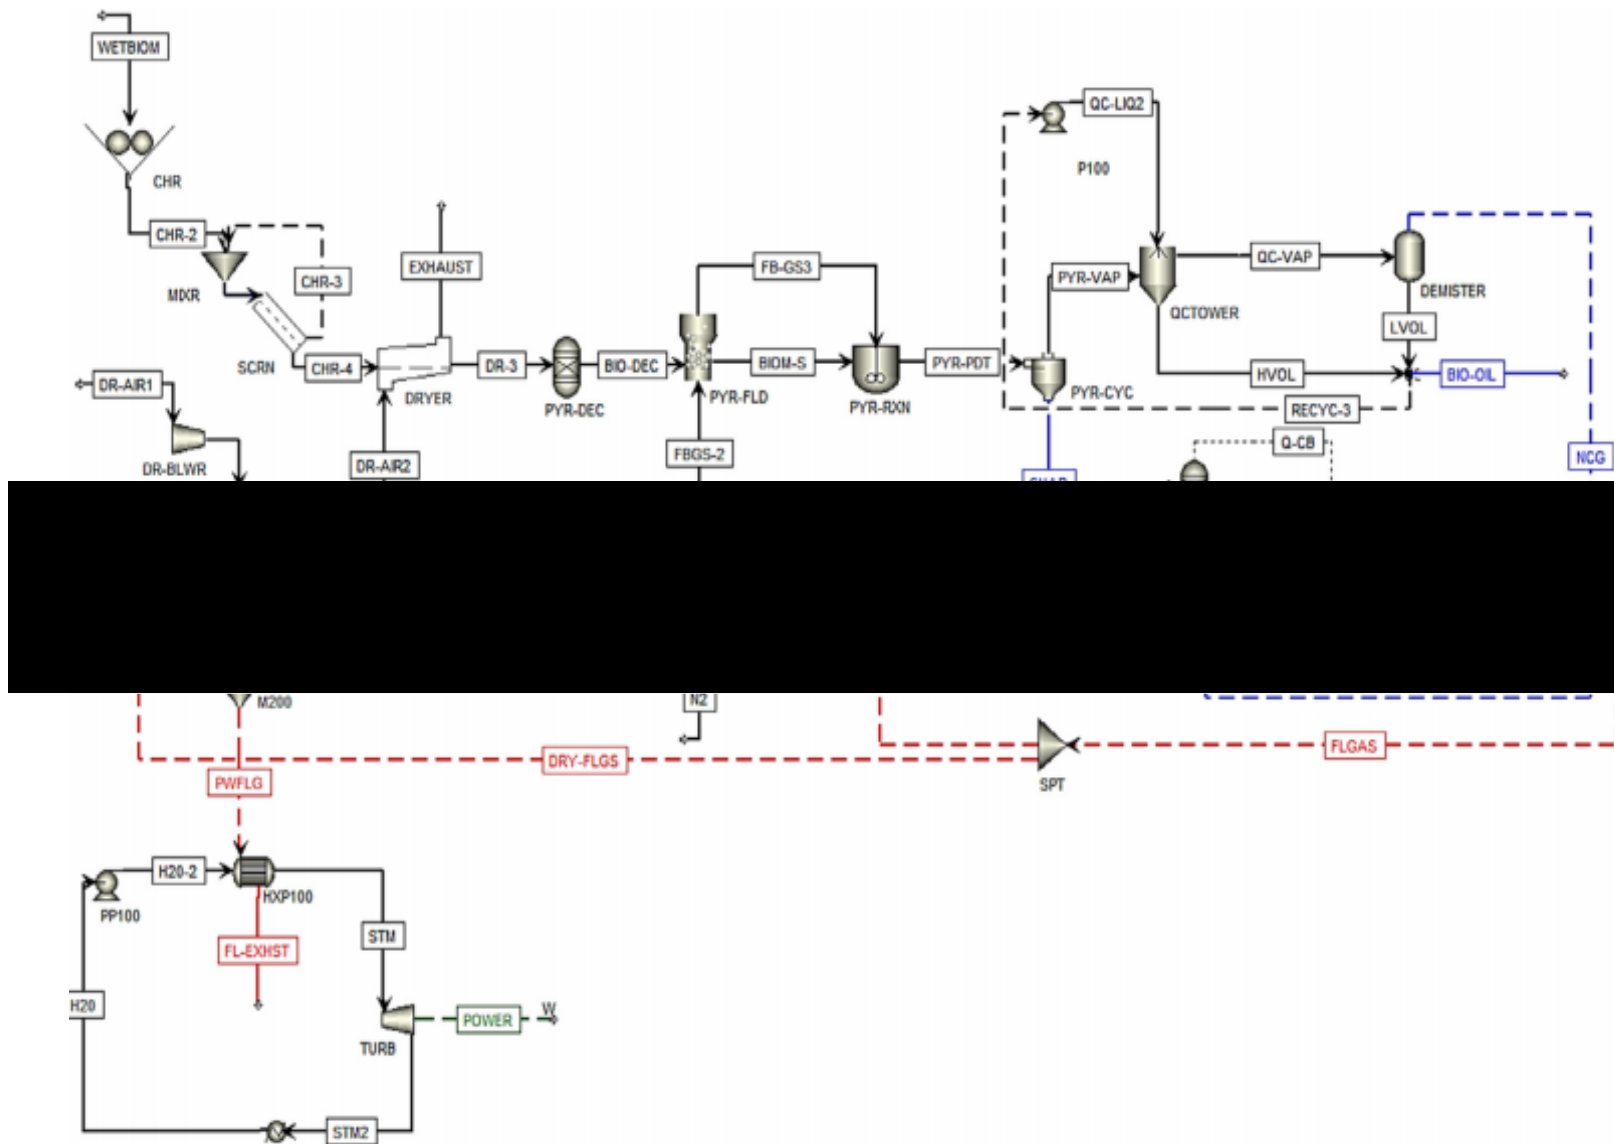 WETBIOM
QC-LIQ2
P100
CHR
CHR-2
CHR-3
MIXR
EXHAUST
FB-GS3
PYR-VAP
QC-VAP
QCTOWER
DEMISTER
LVOL
SCRN
CHR-4
DRYER
DR-3
PYR-DEC
BIO-DEC
PYR-FLD
BIOM-S
PYR-RXN
PYR-PDT
PYR-CYC
HVOL
BIO-OIL
RECYC-3
DR-AIR1
DR-BLWR
DR-AIR2
FBGS-2
Q-CB
NCG
M200
N2
DRY-FLGS
SPT
FLGAS
PWFLG
H20-2
HXP100
PP100
FL-EXHST
STM
H20
TURB
POWER
W
STM2